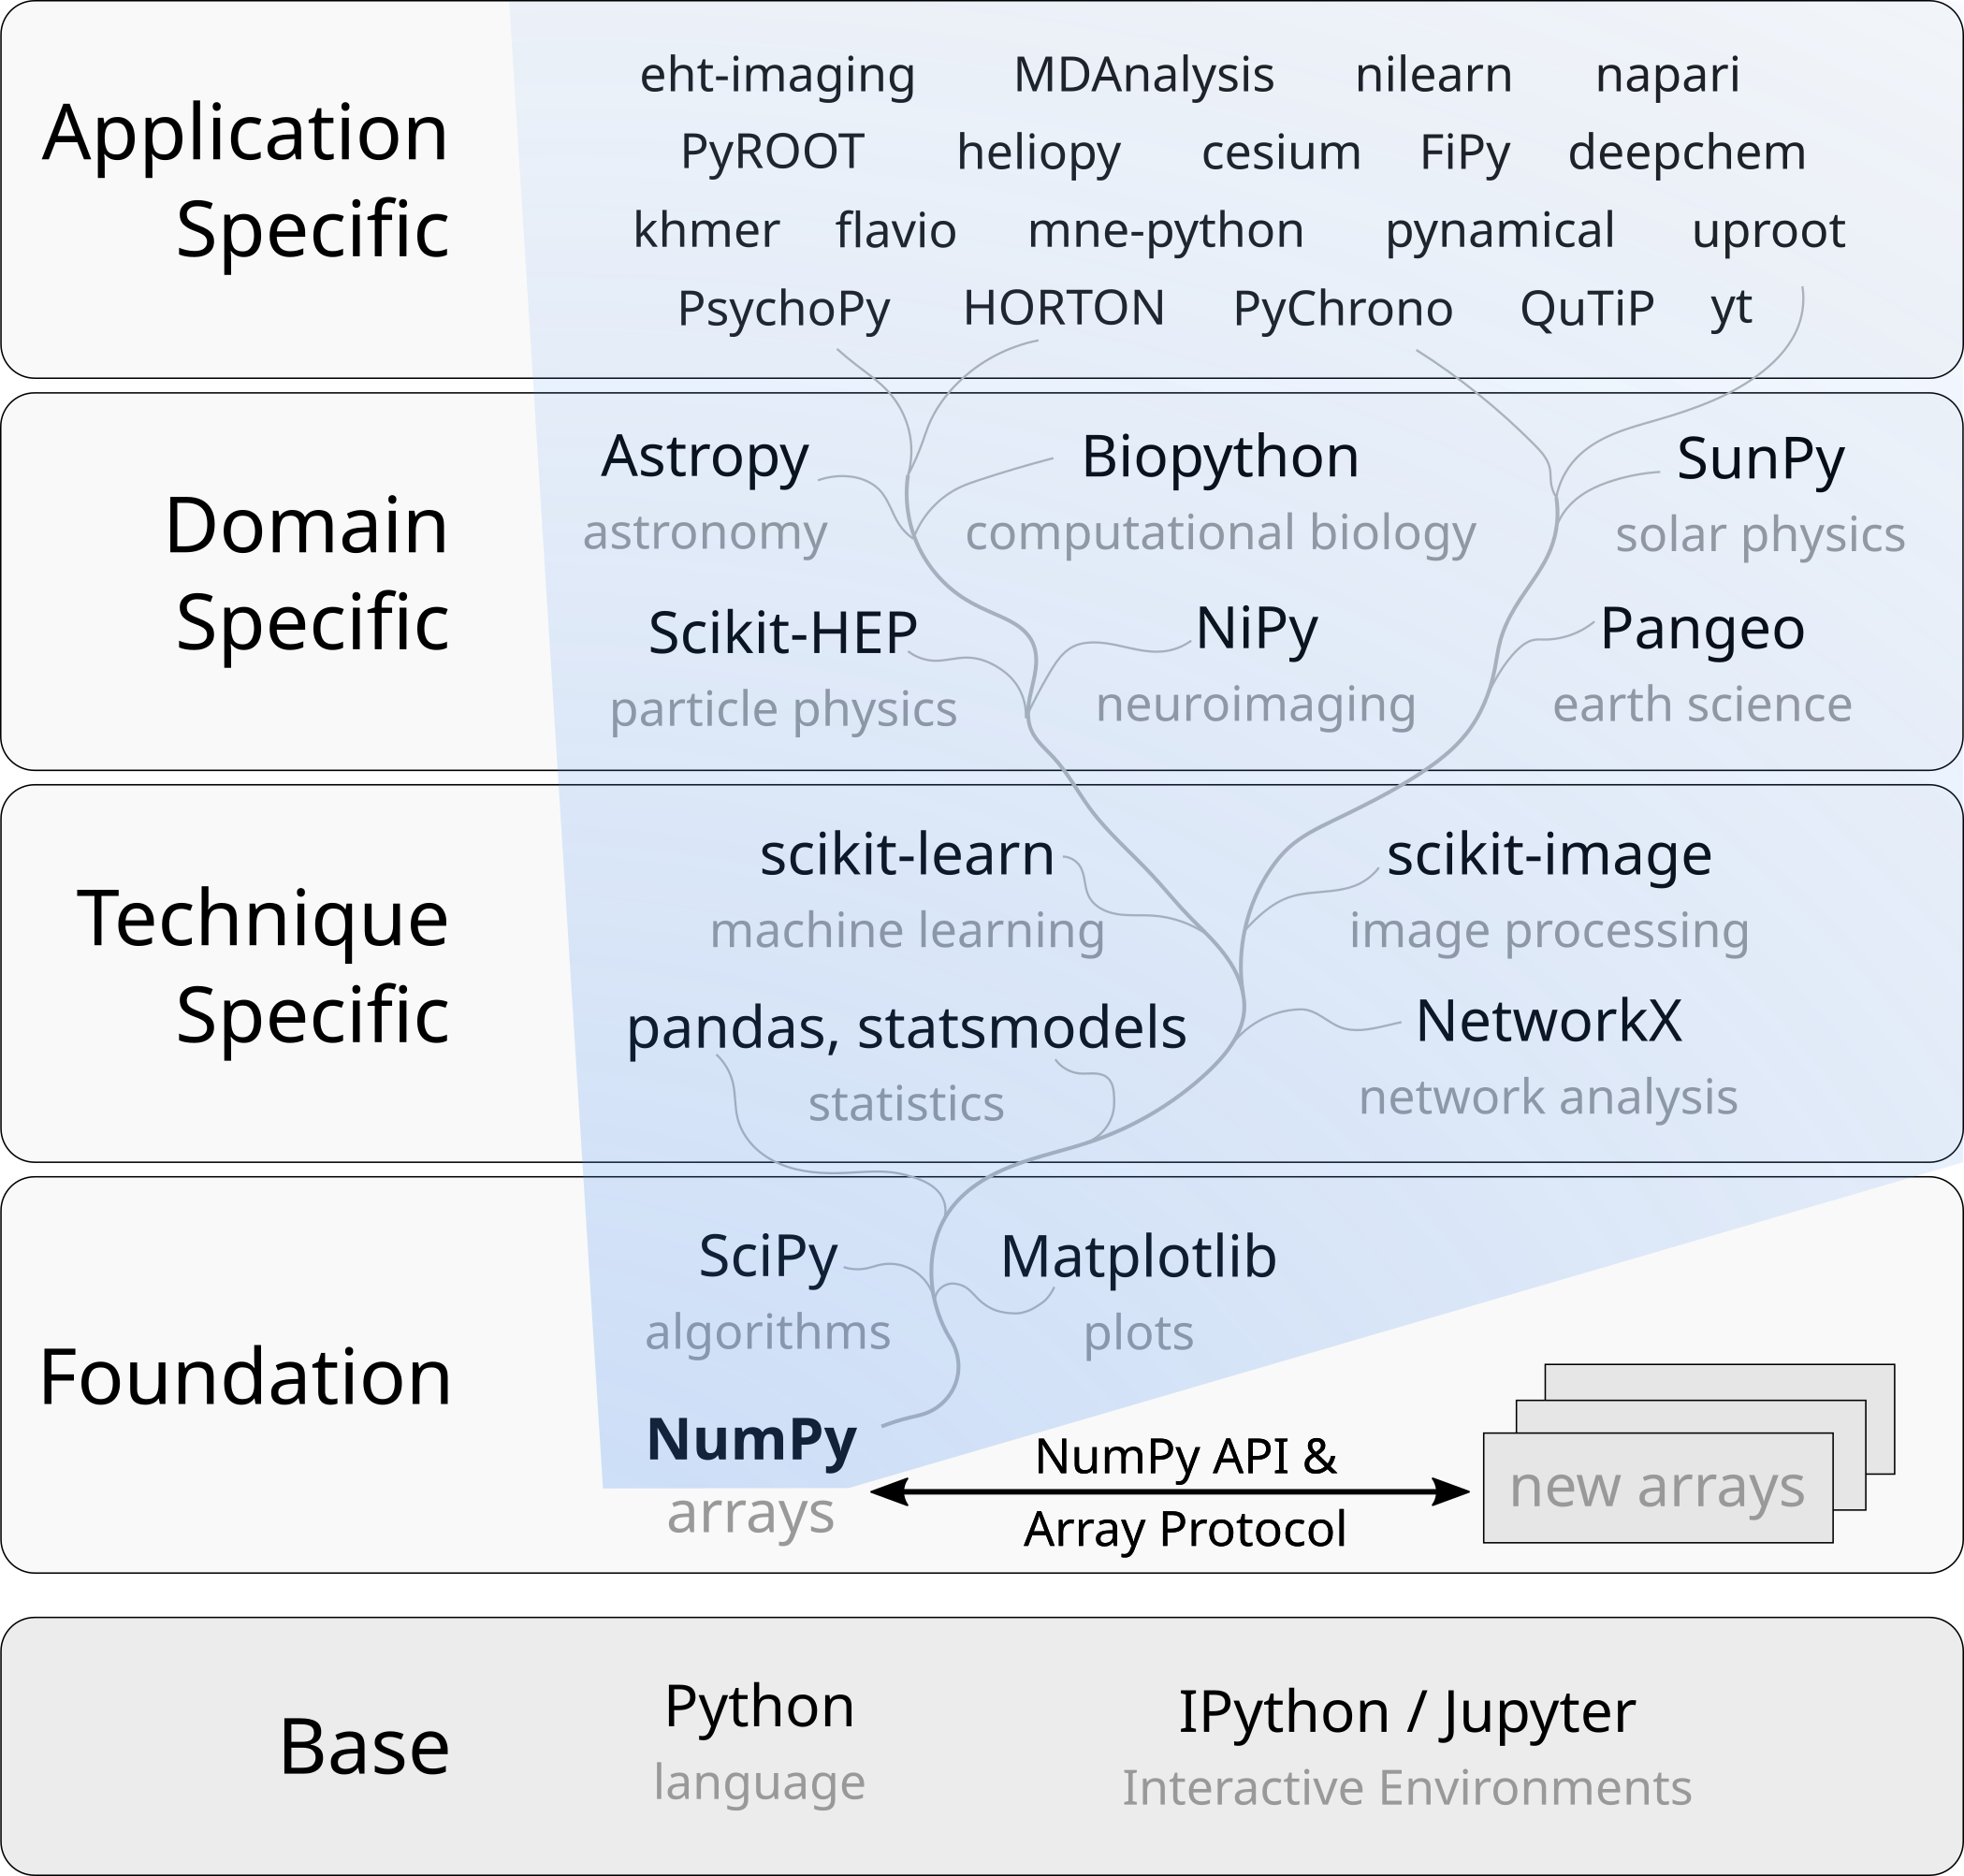 Application
Specific
eht-imaging MDAnalysis nilearn napari
PyROOT heliopy cesium FiPy deepchem
khmer flavio mne-python pynamical uproot
PsychoPy HORTON PyChrono QuTiP yt
Domain
Specific
Astropy Biopython SunPy
astronomy computational biology solar physics
Scikit-HEP NiPy Pangeo
particle physics neuroimaging earth science
Technique
Specific
scikit-learn scikit-image
machine learning image processing
pandas, statsmodels NetworkX
statistics network analysis
Foundation
SciPy Matplotlib
algorithms plots
NumPy
arrays
NumPy API &
Array Protocol
new arrays
Base
Python IPython / Jupyter
language Interactive Environments